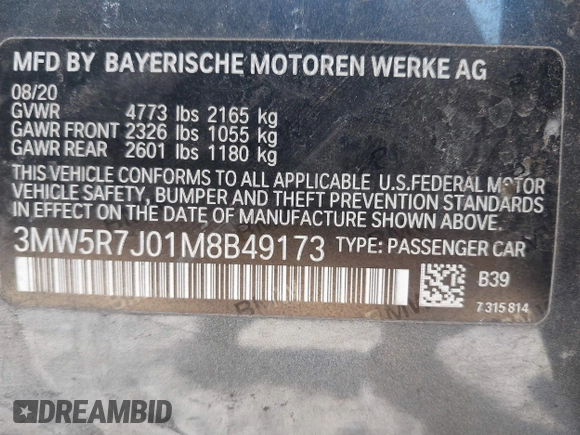 MFD BY BAYERISCHE MOTOREN WERKE AG
08/20
GVWR 4773 lbs 2165 kg
GAWR FRONT 2326 lbs 1055 kg
GAWR REAR 2601 lbs 1180 kg
THIS VEHICLE CONFORMS TO ALL APPLICABLE U.S.FEDERAL MOTOR
VEHICLE SAFETY, BUMPER AND THEFT PREVENTION STANDARDS
IN EFFECT ON THE DATE OF MANUFACTURE SHOWN ABOVE.
3MW5R7J01M8B49173 TYPE: PASSENGER CAR
B39
7 315 814
DREAMBID